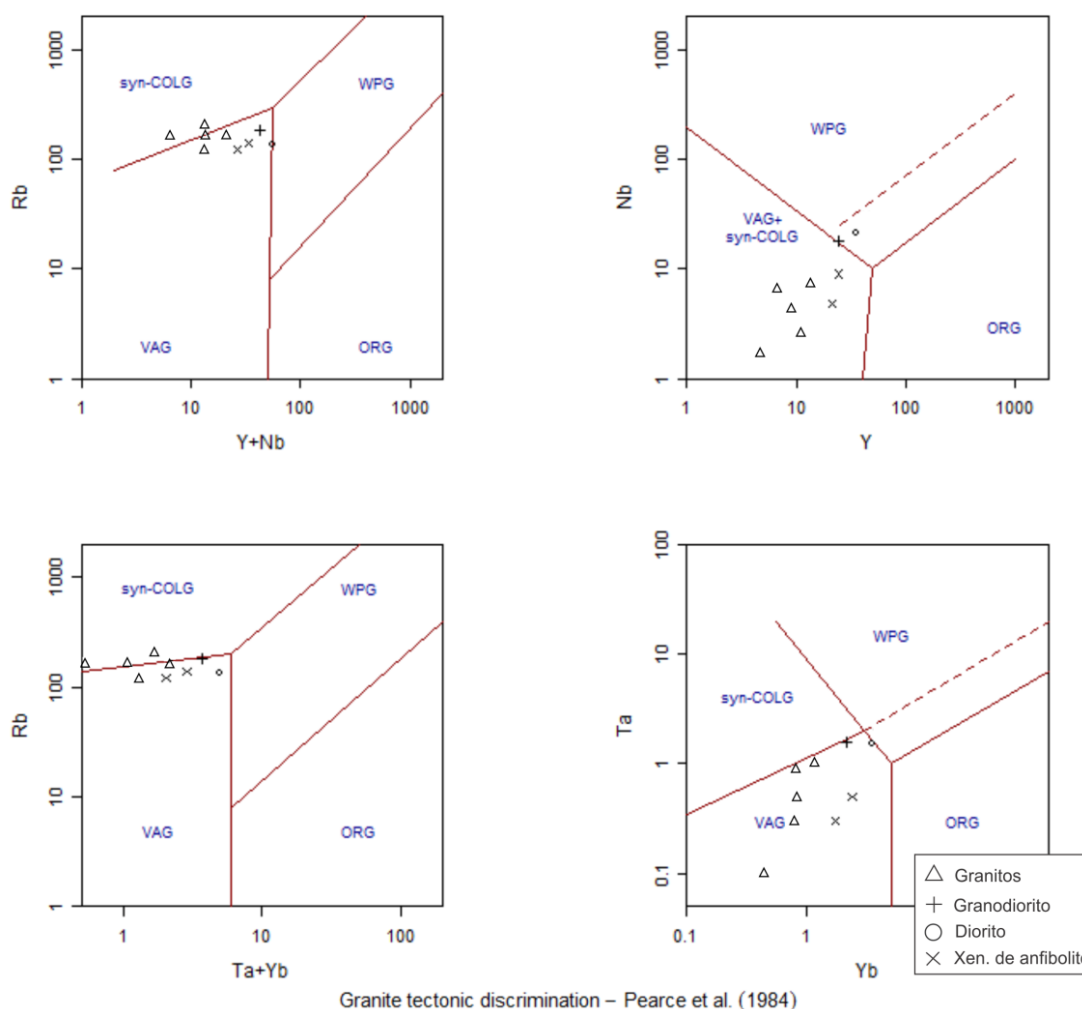 1000
100
10
1
Rb
syn-COLG
WPG
VAG
ORG
1 10 100 1000
Y+Nb
1000
100
10
1
Nb
WPG
VAG+
syn-COLG
ORG
1 10 100 1000
Y
1000
100
10
1
Rb
syn-COLG
WPG
VAG
ORG
1 10 100
Ta+Yb
100
10
1
0.1
Ta
WPG
syn-COLG
VAG
ORG
0.1 1
Yb
Granitos
Granodiorito
Diorito
Xen. de anfibolito
Granite tectonic discrimination – Pearce et al. (1984)